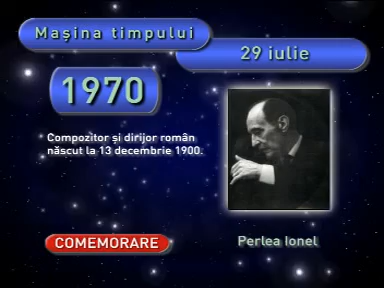 Mașina timpului
29 iulie
1970
Compozitor și dirijor român
născut la 13 decembrie 1900.
COMEMORARE
Perlea Ionel